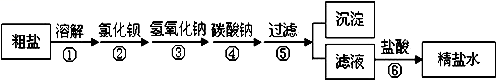 粗盐 溶解 ① 氯化钡 ② 氢氧化钠 ③ 碳酸钠 ④ 过滤 ⑤ 沉淀
滤液 盐酸 ⑥ 精盐水